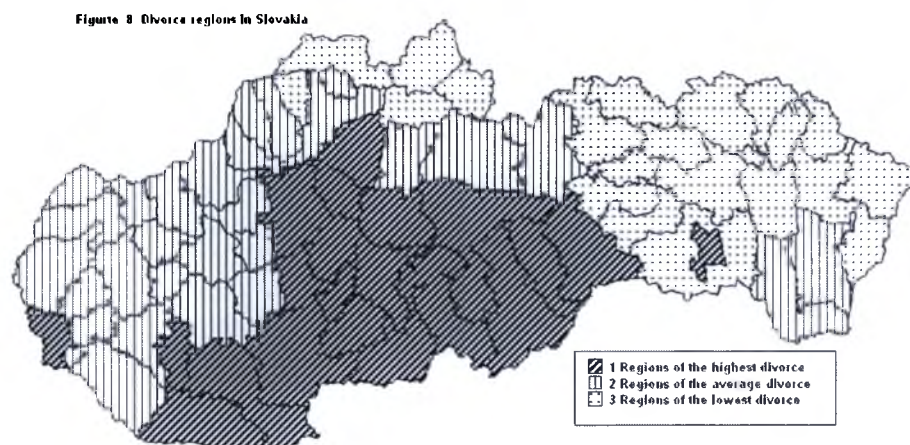 Figurte 8 Divorce regions in Slovakia
1 Regions of the highest divorce
2 Regions of the average divorce
3 Regions of the lowest divorce